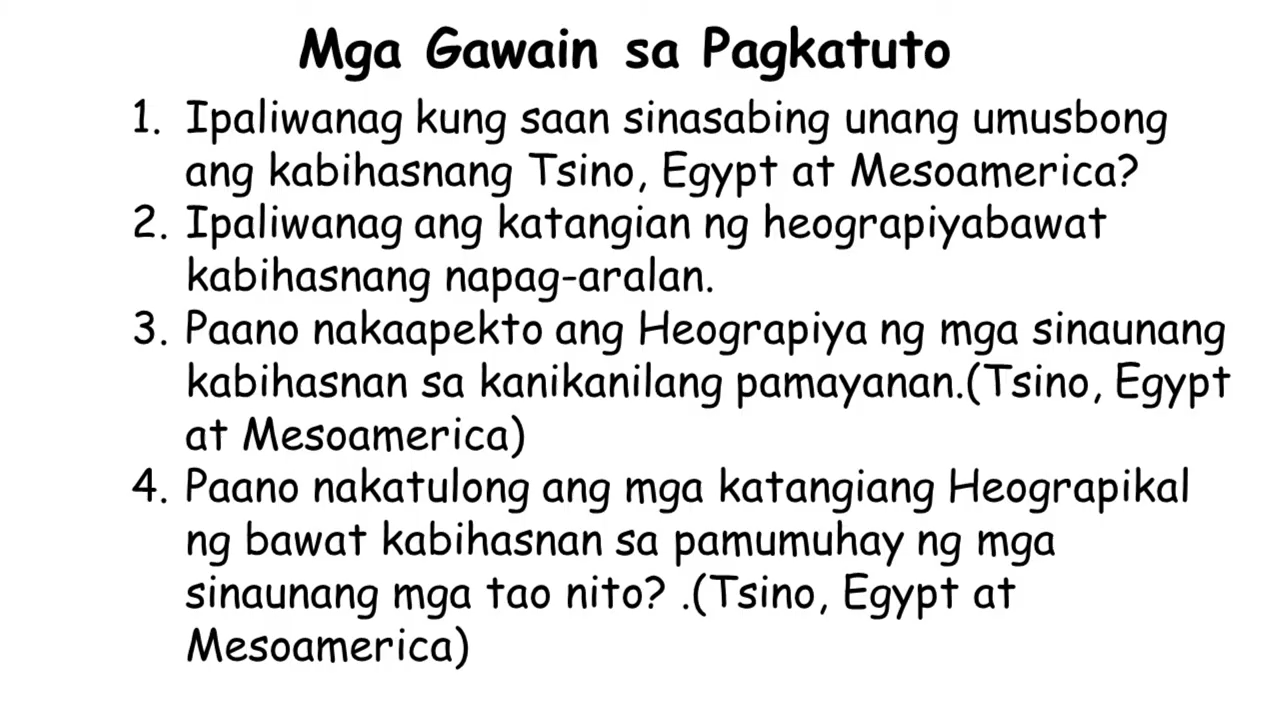 Mga Gawain sa Pagkatuto
1. Ipaliwanag kung saan sinasabing unang umusbong
ang kabihasnang Tsino, Egypt at Mesoamerica?
2. Ipaliwanag ang katangian ng heograpiyabawat
kabihasnang napag-aralan.
3. Paano nakaapekto ang Heograpiya ng mga sinaunang
kabihasnan sa kanikanilang pamayanan.(Tsino, Egypt
at Mesoamerica)
4. Paano nakatulong ang mga katangiang Heograpikal
ng bawat kabihasnan sa pamumuhay ng mga
sinaunang mga tao nito? .(Tsino, Egypt at
Mesoamerica)